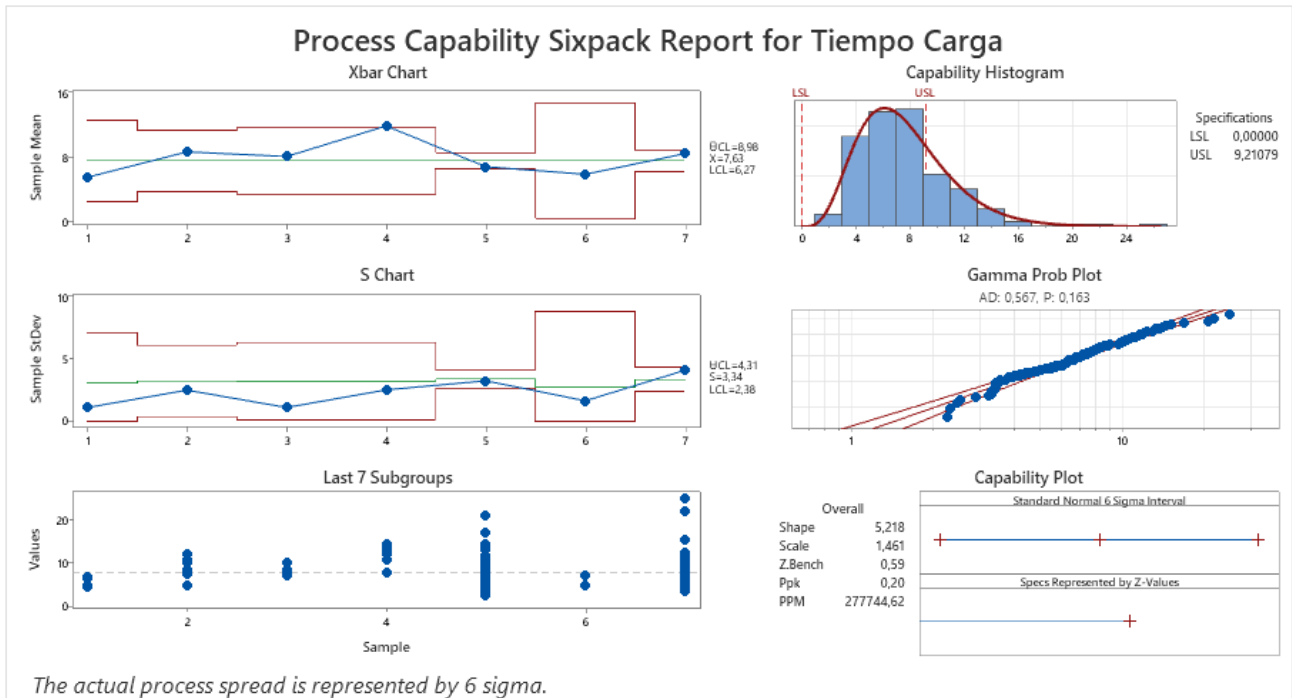 Process Capability Sixpack Report for Tiempo Carga
Xbar Chart
Sample Mean
16
8
0
1 2 3 4 5 6 7
UCL=8,98
X=7,63
LCL=6,27
S Chart
Sample StDev
10
5
0
1 2 3 4 5 6 7
UCL=4,31
S=3,34
LCL=2,38
Last 7 Subgroups
Values
20
10
0
2 4 6
Sample
Capability Histogram
LSL USL
0 4 8 12 16 20 24
Specifications
LSL 0,00000
USL 9,21079
Gamma Prob Plot
AD: 0,567, P: 0,163
1 10
Capability Plot
Overall
Shape 5,218
Scale 1,461
Z.Bench 0,59
Ppk 0,20
PPM 277744,62
Standard Normal 6 Sigma Interval
Specs Represented by Z-Values
The actual process spread is represented by 6 sigma.